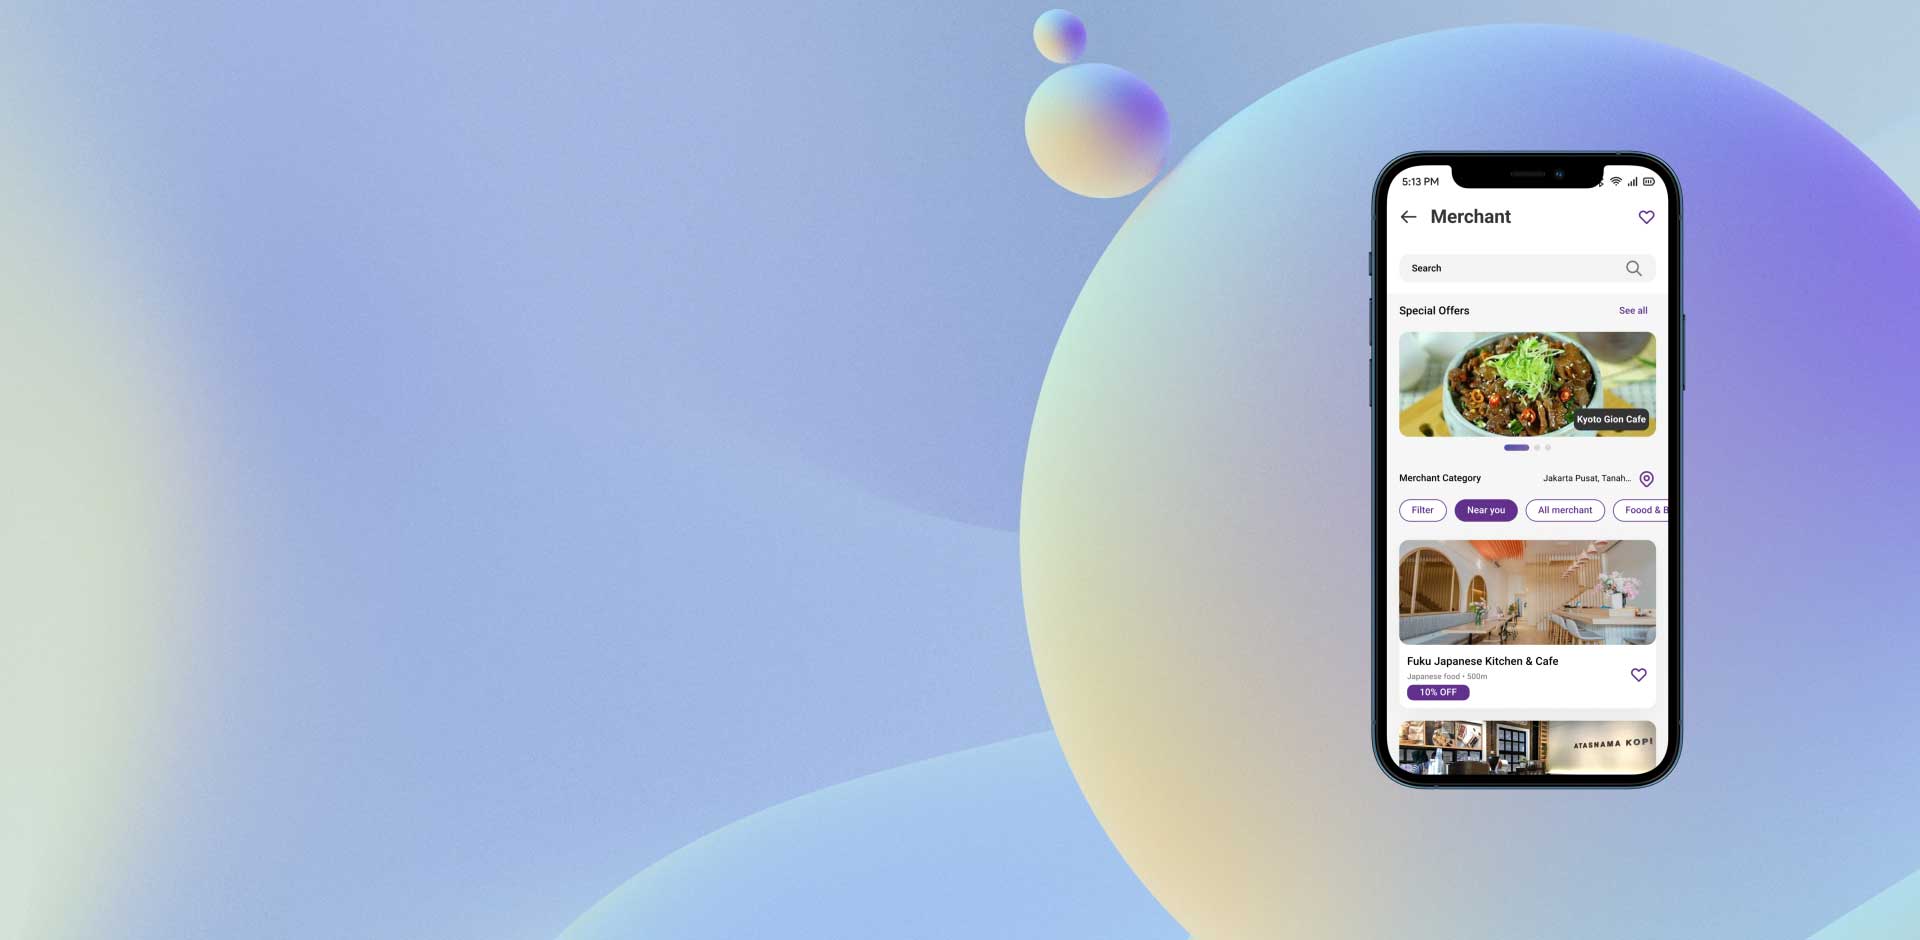 5:13 PM
Merchant
Search
Special Offers
See all
Kyoto Gion Cafe
Merchant Category
Jakarta Pusat, Tanah...
Filter
Near you
All merchant
Foood & B
Fuku Japanese Kitchen & Cafe
Japanese food • 500m
10% OFF
ATASNAMA KOPI